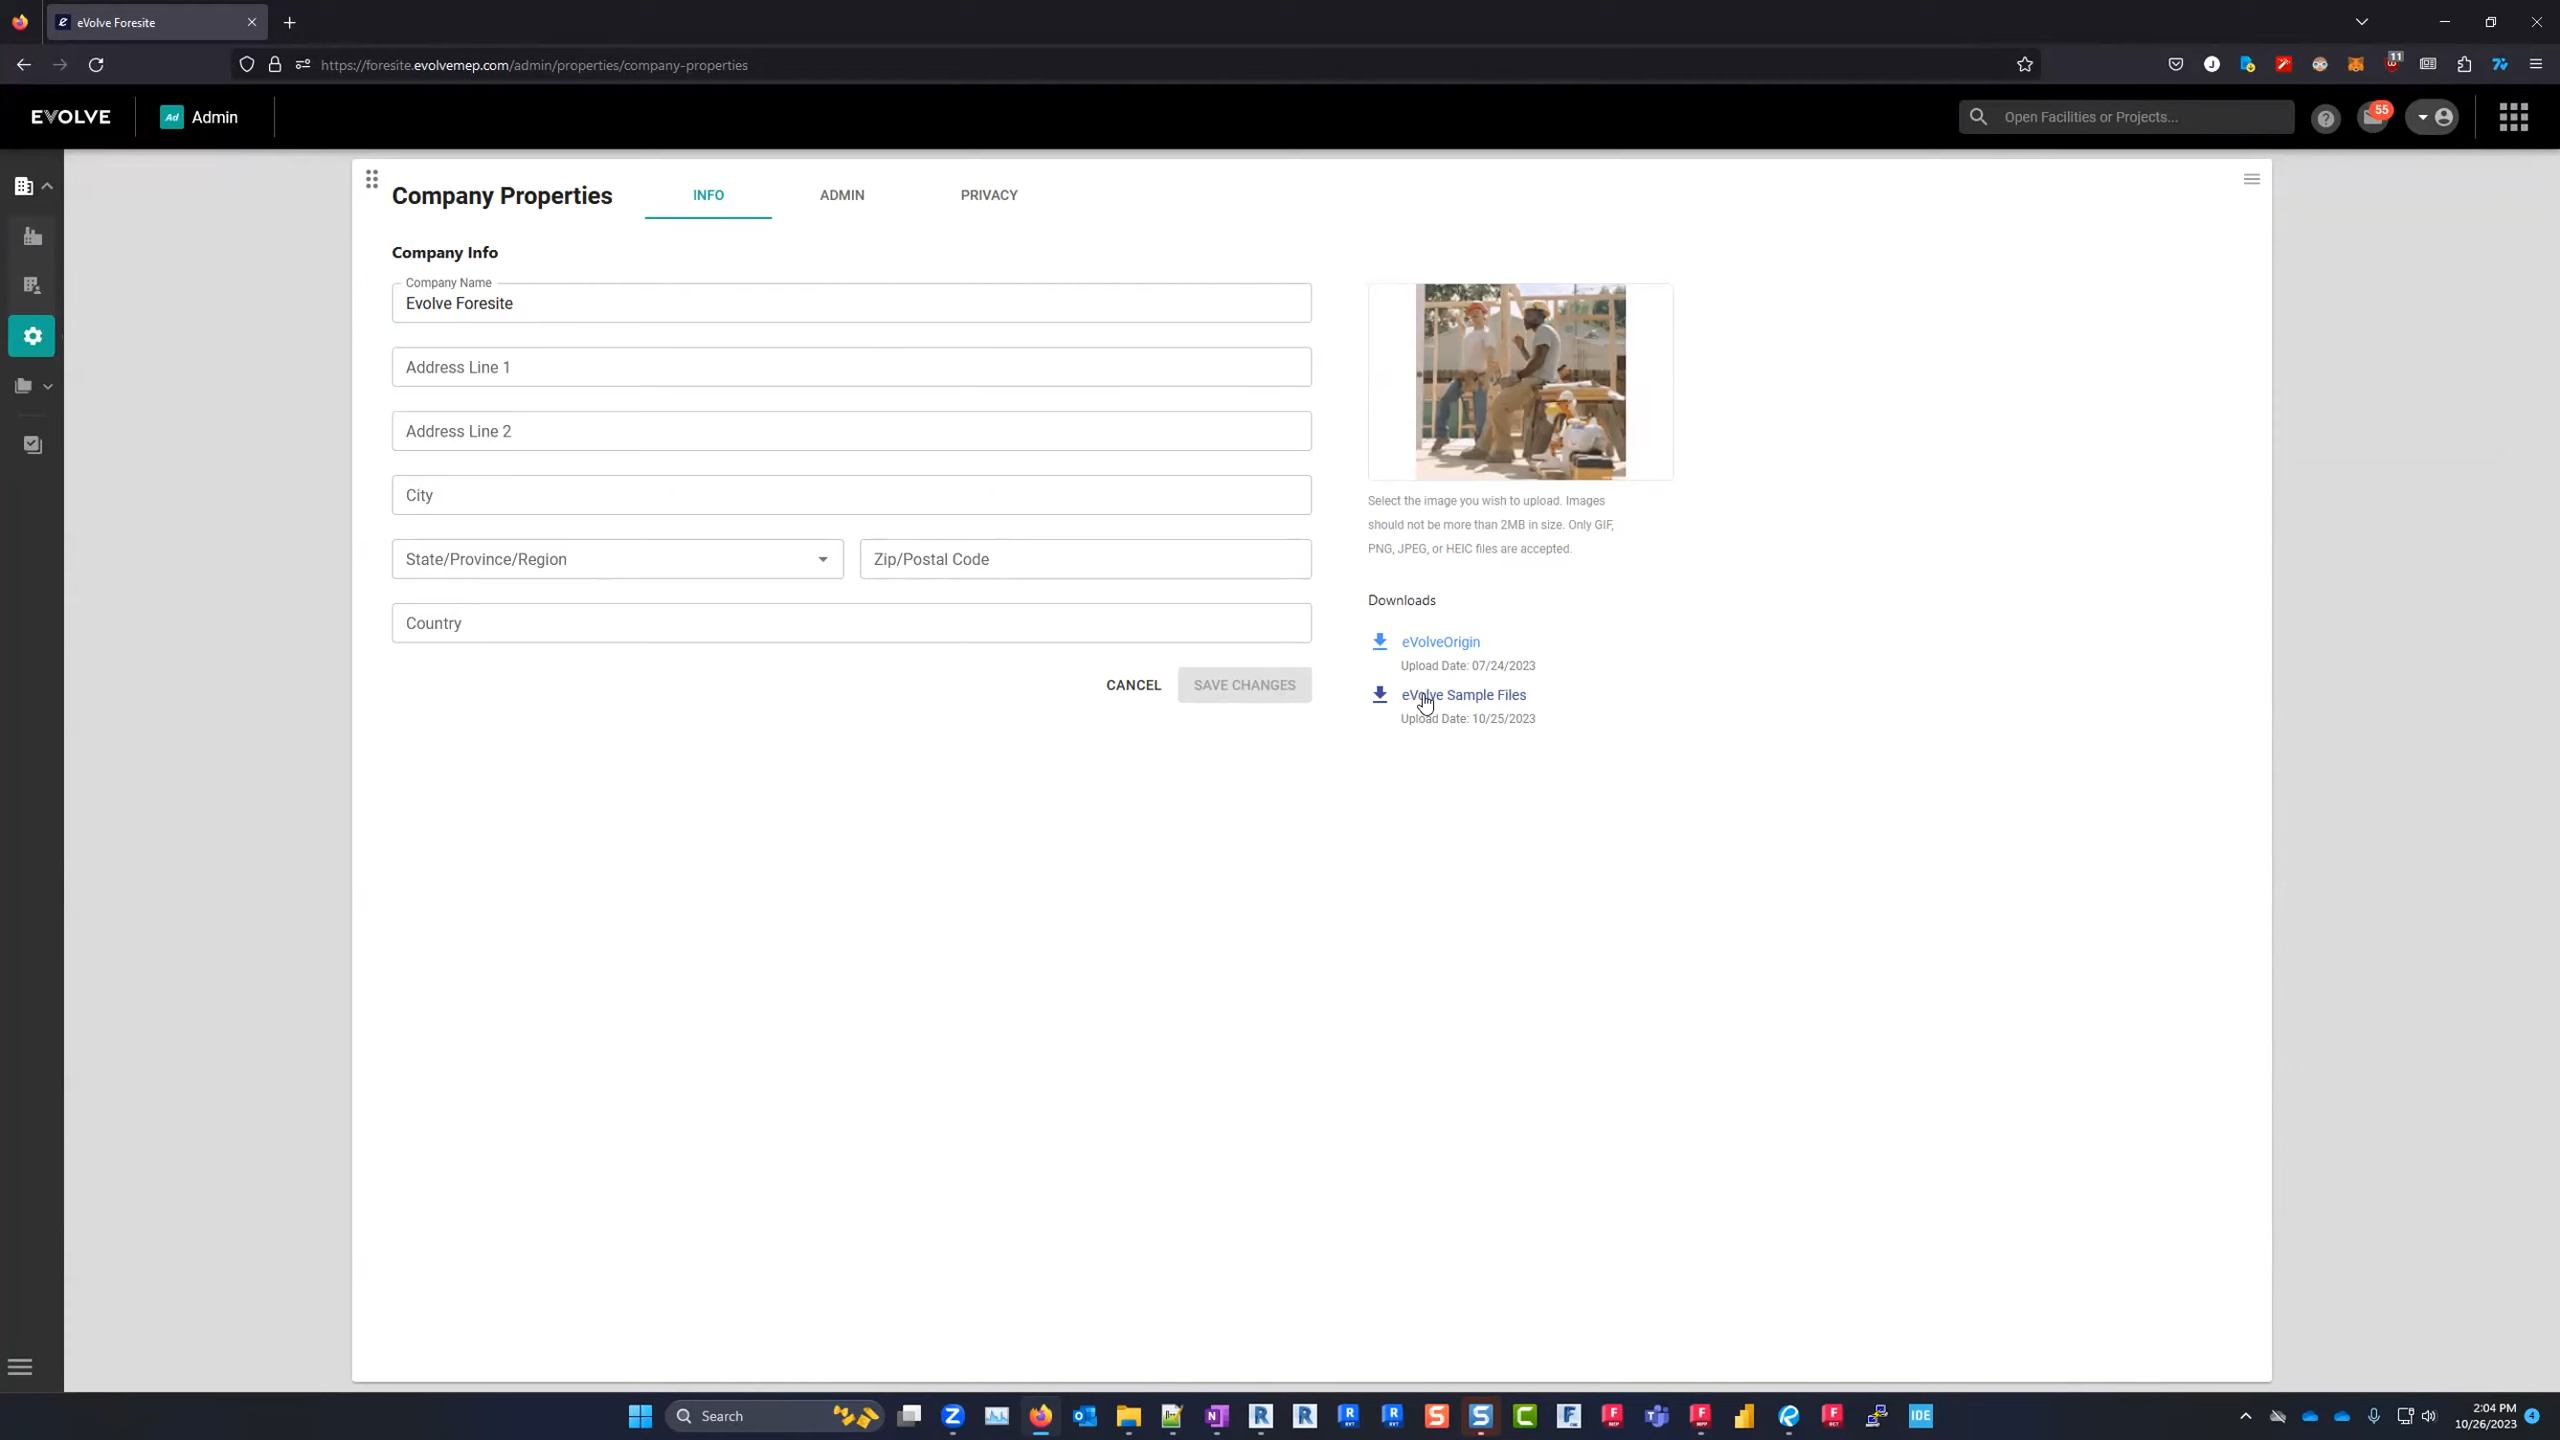 eVolve Foresite
https://foresite.evolvemep.com/admin/properties/company-properties
11
EVOLVE
Ad Admin
Open Facilities or Projects...
55
Company Properties
INFO
ADMIN
PRIVACY
Company Info
Company Name
Evolve Foresite
Address Line 1
Address Line 2
City
State/Province/Region
Zip/Postal Code
Country
CANCEL
SAVE CHANGES
Select the image you wish to upload. Images
should not be more than 2MB in size. Only GIF,
PNG, JPEG, or HEIC files are accepted.
Downloads
eVolveOrigin
Upload Date: 07/24/2023
eVolve Sample Files
Upload Date: 10/25/2023
Search
IDE
2:04 PM
10/26/2023
4